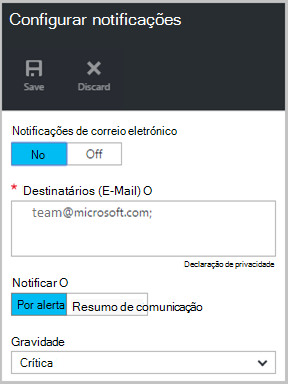 Configurar notificações
Save Discard
Notificações de correio eletrónico
No Off
* Destinatários (E-Mail) O
team@microsoft.com;
Declaração de privacidade
Notificar O
Por alerta Resumo de comunicação
Gravidade
Crítica